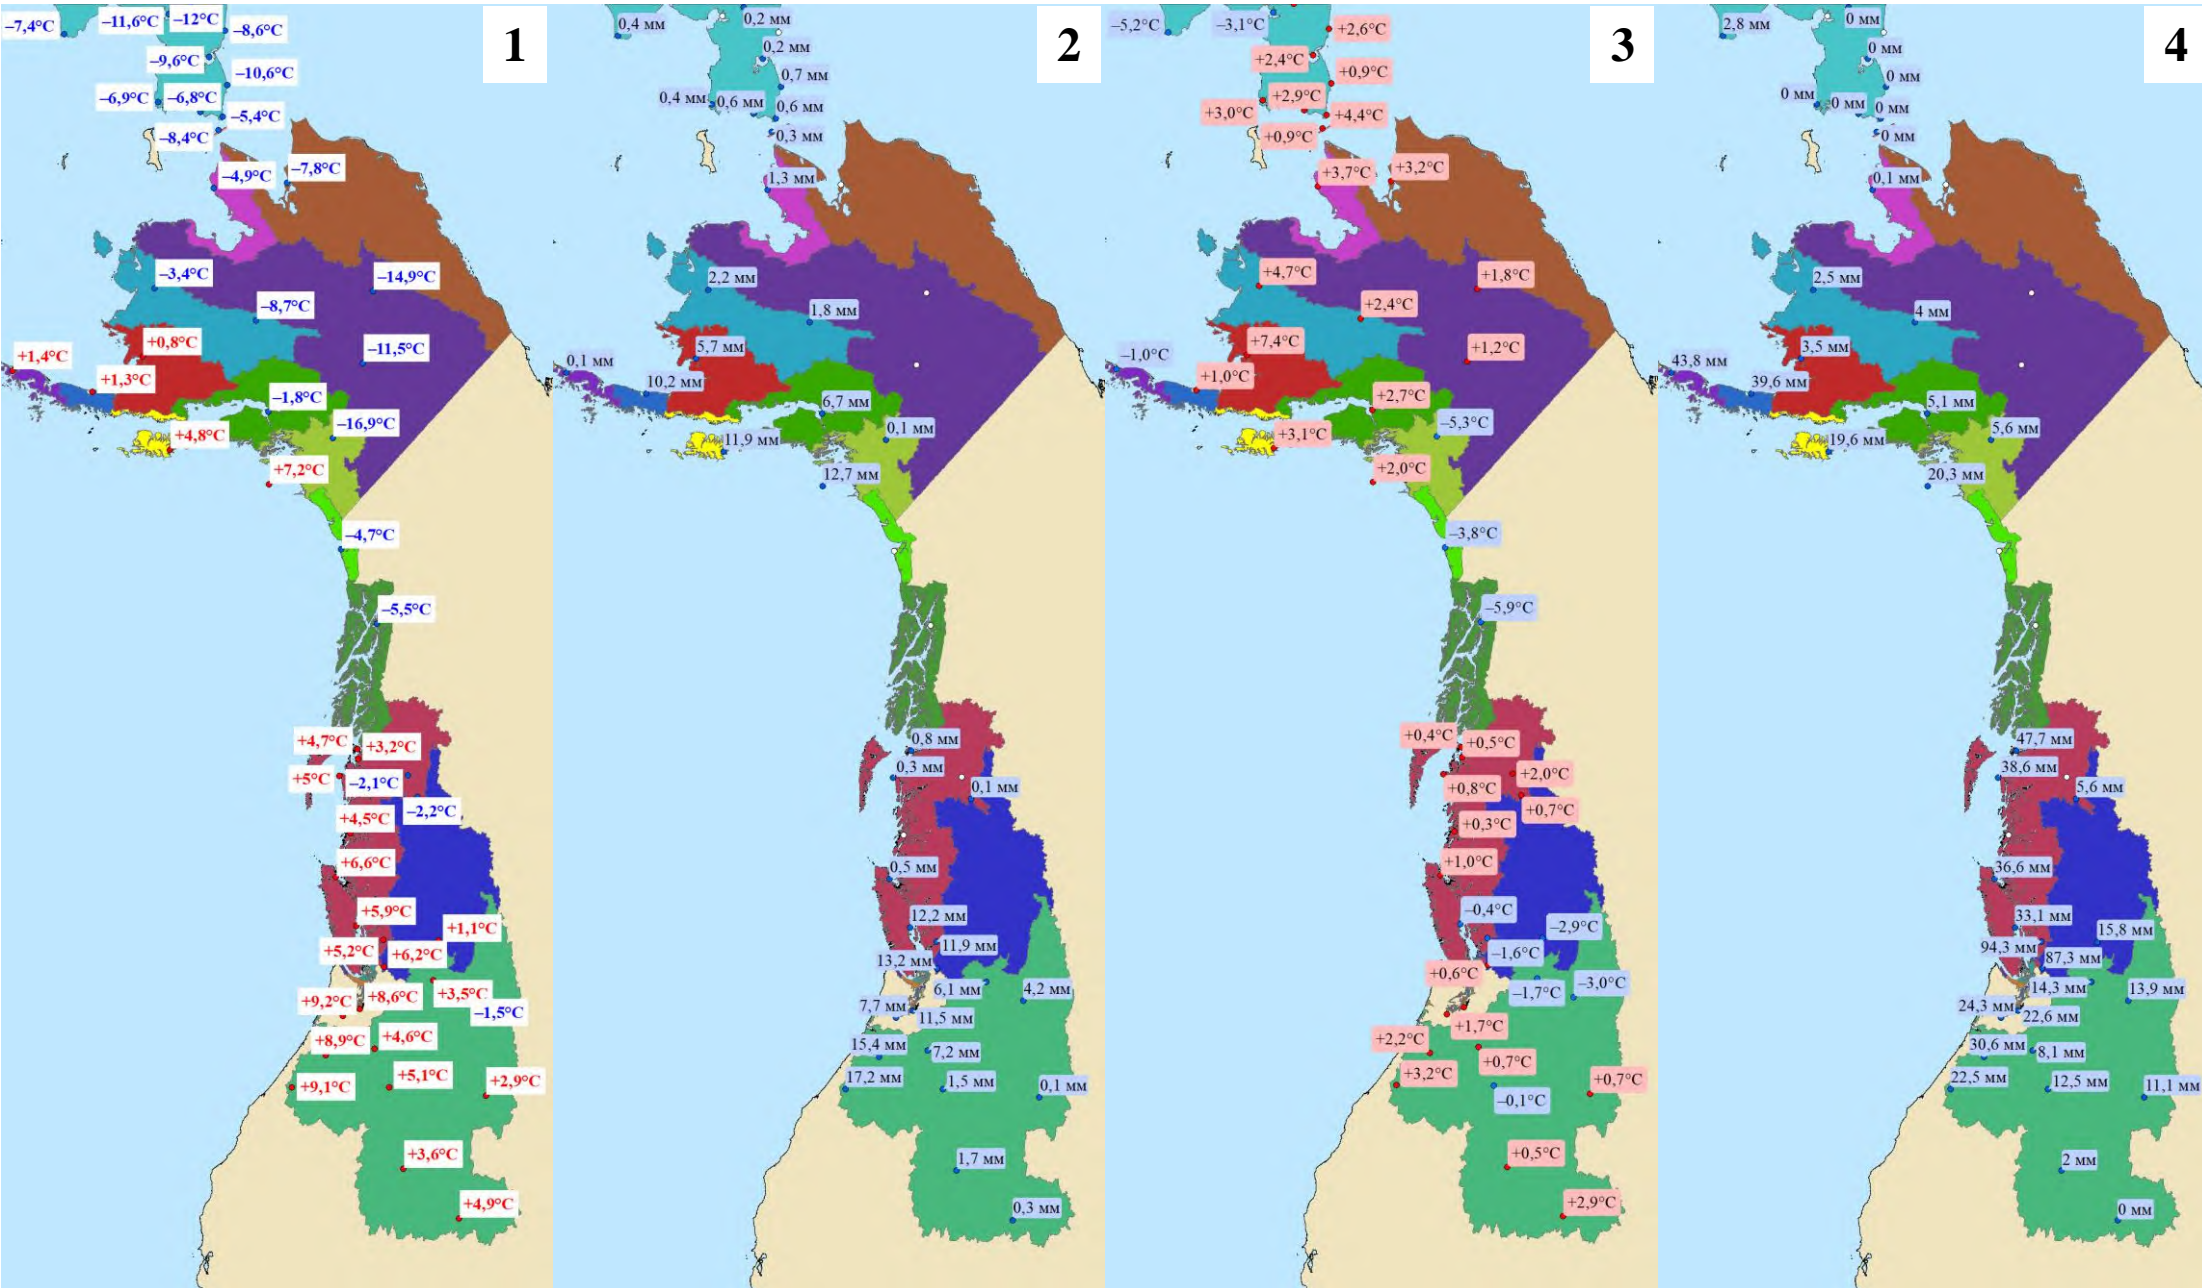 1
–7,4°C
–11,6°C
–12°C
–8,6°C
–9,6°C
–10,6°C
–6,9°C
–6,8°C
–5,4°C
–8,4°C
–4,9°C
–7,8°C
–3,4°C
–14,9°C
–8,7°C
+0,8°C
–11,5°C
+1,4°C
+1,3°C
–1,8°C
–16,9°C
+4,8°C
+7,2°C
–4,7°C
–5,5°C
+4,7°C
+3,2°C
+5°C
–2,1°C
–2,2°C
+4,5°C
+6,6°C
+5,9°C
+1,1°C
+5,2°C
+6,2°C
+9,2°C
+8,6°C
+3,5°C
–1,5°C
+8,9°C
+4,6°C
+9,1°C
+5,1°C
+2,9°C
+3,6°C
+4,9°C
2
0,4 мм
0,2 мм
0,2 мм
0,7 мм
0,4 мм
0,6 мм
0,6 мм
0,3 мм
1,3 мм
2,2 мм
1,8 мм
5,7 мм
0,1 мм
10,2 мм
6,7 мм
0,1 мм
11,9 мм
12,7 мм
0,8 мм
0,3 мм
0,1 мм
0,5 мм
12,2 мм
11,9 мм
13,2 мм
6,1 мм
4,2 мм
7,7 мм
11,5 мм
15,4 мм
7,2 мм
17,2 мм
1,5 мм
0,1 мм
1,7 мм
0,3 мм
3
–5,2°C
–3,1°C
+2,6°C
+2,4°C
+0,9°C
+3,0°C
+2,9°C
+4,4°C
+0,9°C
+3,7°C
+3,2°C
+4,7°C
+1,8°C
+2,4°C
+7,4°C
+1,2°C
–1,0°C
+1,0°C
+2,7°C
–5,3°C
+3,1°C
+2,0°C
–3,8°C
–5,9°C
+0,4°C
+0,5°C
+2,0°C
+0,8°C
+0,7°C
+0,3°C
+1,0°C
–0,4°C
–2,9°C
–1,6°C
+0,6°C
–1,7°C
–3,0°C
+1,7°C
+2,2°C
+0,7°C
+3,2°C
–0,1°C
+0,7°C
+0,5°C
+2,9°C
4
2,8 мм
0 мм
0 мм
0 мм
0 мм
0 мм
0 мм
0 мм
0,1 мм
2,5 мм
4 мм
3,5 мм
43,8 мм
39,6 мм
5,1 мм
5,6 мм
19,6 мм
20,3 мм
47,7 мм
38,6 мм
5,6 мм
36,6 мм
33,1 мм
15,8 мм
94,3 мм
87,3 мм
14,3 мм
13,9 мм
24,3 мм
22,6 мм
30,6 мм
8,1 мм
22,5 мм
12,5 мм
11,1 мм
2 мм
0 мм